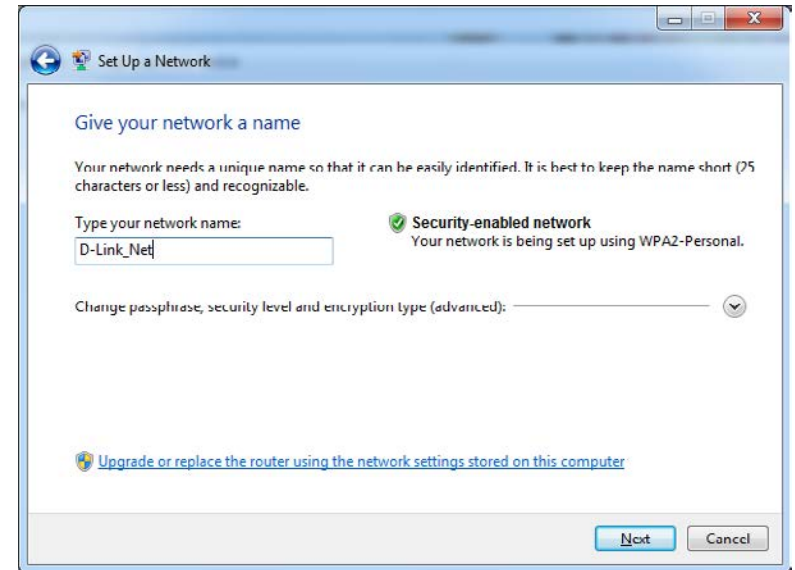 Set Up a Network
Give your network a name
Your network needs a unique name so that it can be easily identified. It is best to keep the name short (25
characters or less) and recognizable.
Type your network name:
D-Link_Net
Security-enabled network
Your network is being set up using WPA2-Personal.
Change passphrase, security level and encryption type (advanced):
Upgrade or replace the router using the network settings stored on this computer
Next
Cancel